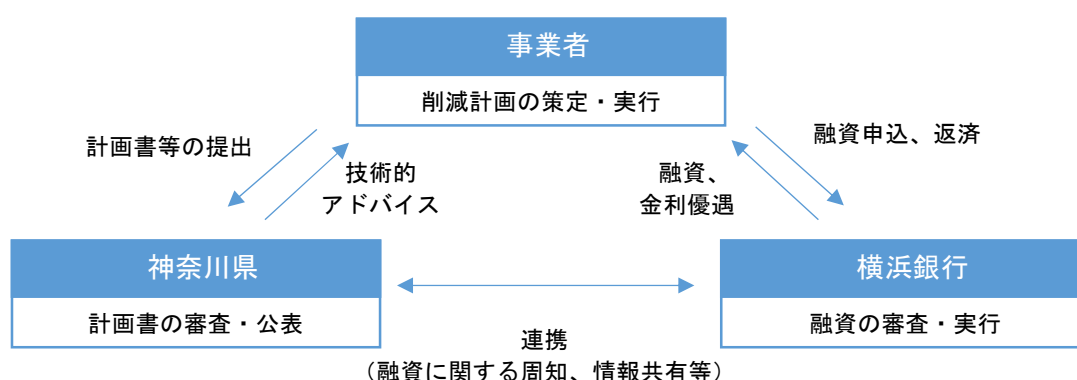 事業者
削減計画の策定・実行
計画書等の提出
技術的
アドバイス
融資、
金利優遇
融資申込、返済
神奈川県
計画書の審査・公表
横浜銀行
融資の審査・実行
連携
（融資に関する周知、情報共有等）